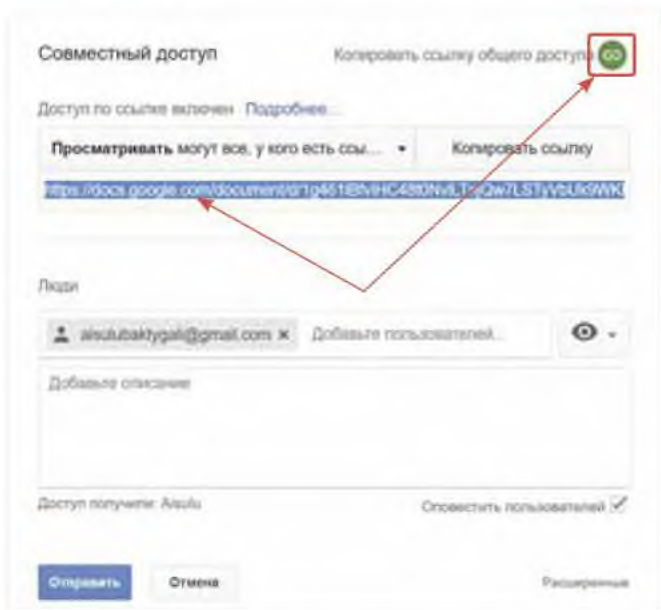 Совместный доступ
Копировать ссылку общего доступа
Доступ по ссылке включен Подробнее...
Просматривать могут все, у кого есть ссы...
Копировать ссылку
https://docs.google.com/document/d/
Люди
aisulubaktygali@gmail.com × Добавьте пользователей...
Добавьте описание
Доступ получили: Aisulu
Оповестить пользователей
Отправить
Отмена
Расширенные